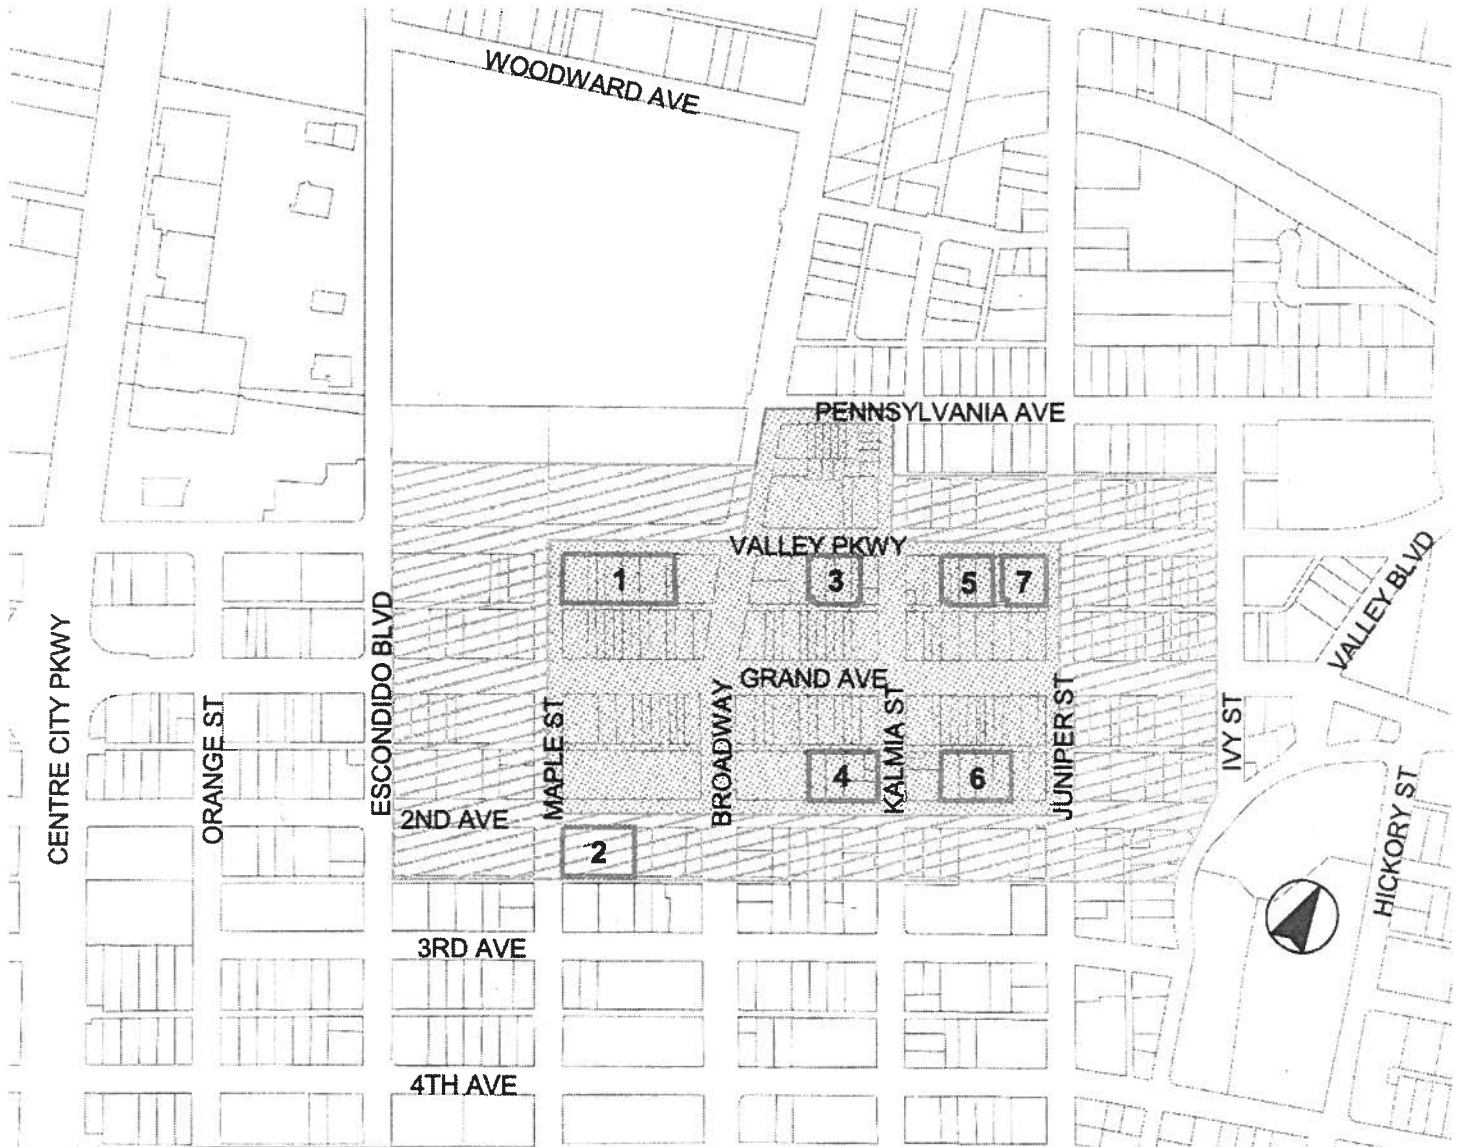 WOODWARD AVE
PENNSYLVANIA AVE
VALLEY PKWY
1
3
5
7
VALLEY BLVD
CENTRE CITY PKWY
ORANGE ST
ESCONDIDO BLVD
MAPLE ST
GRAND AVE
BROADWAY
KALMIA ST
JUNIPER ST
IVY ST
4
6
2ND AVE
2
HICKORY ST
3RD AVE
4TH AVE